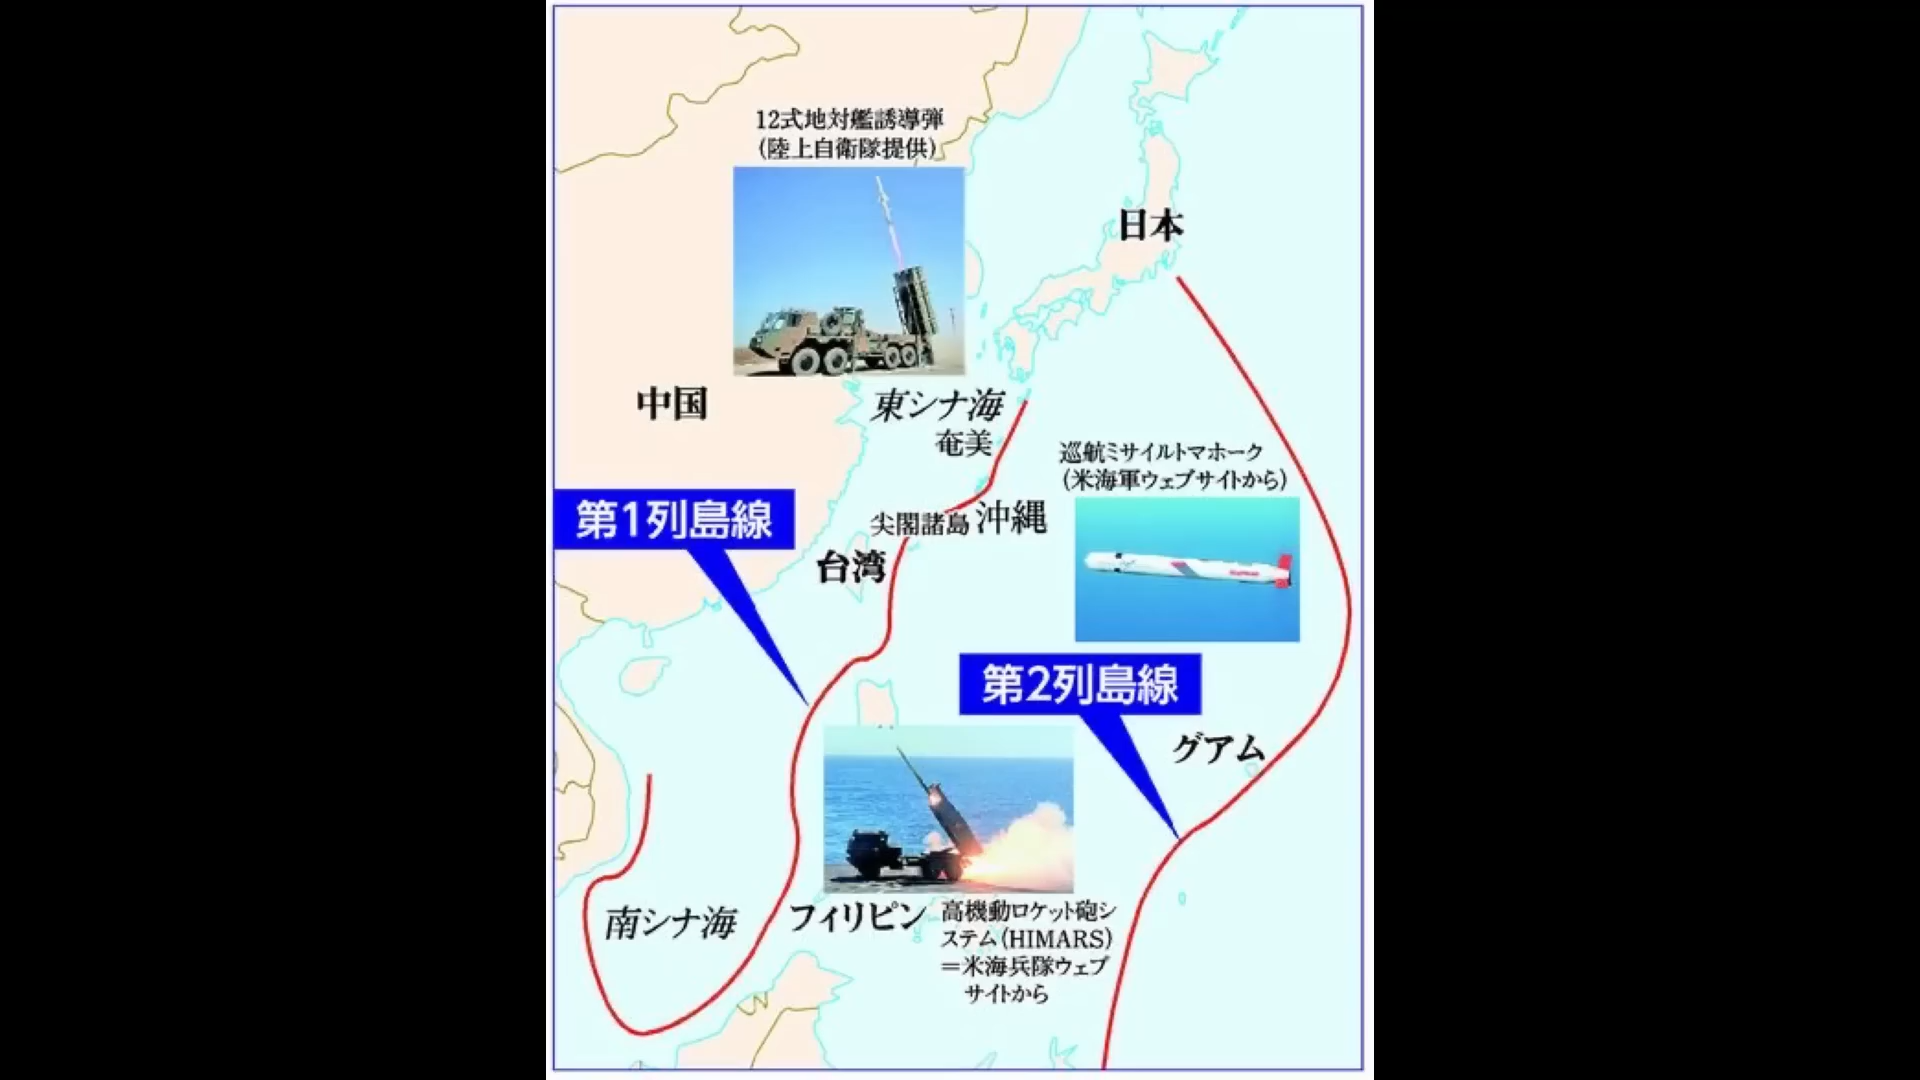 12式地対艦誘導弾
(陸上自衛隊提供)
日本
中国
東シナ海
奄美
巡航ミサイルトマホーク
(米海軍ウェブサイトから)
第1列島線
尖閣諸島
沖縄
台湾
第2列島線
グアム
南シナ海
フィリピン
高機動ロケット砲シ
ステム(HIMARS)
＝米海兵隊ウェブ
サイトから